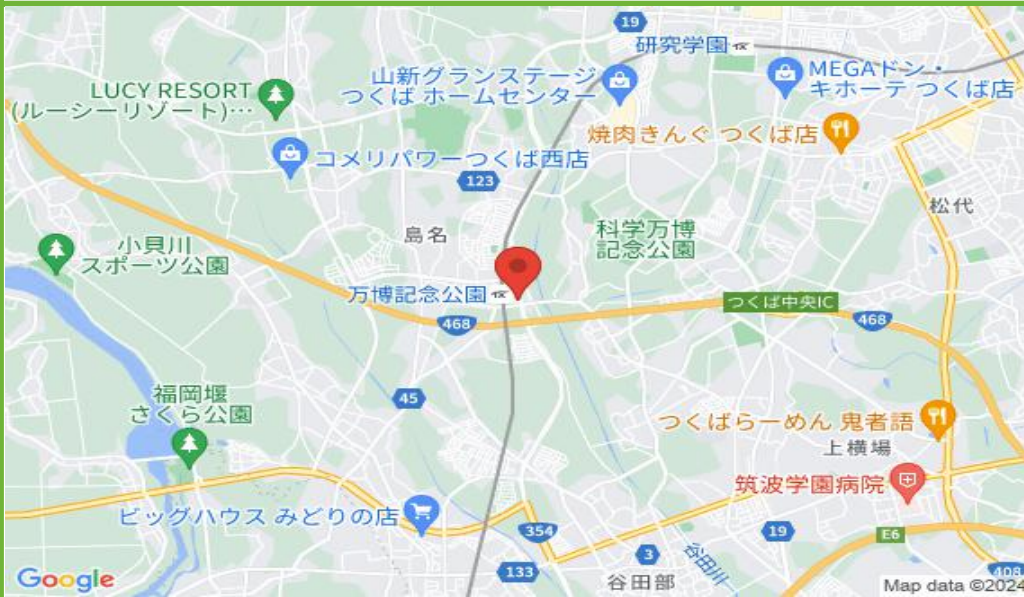 19
研究学園
山新グランステージ
つくば ホームセンター
MEGAドン・
キホーテ つくば店
LUCY RESORT
(ルーシーリゾート)…
焼肉きんぐ つくば店
コメリパワーつくば西店
123
松代
島名
科学万博
記念公園
小貝川
スポーツ公園
万博記念公園
つくば中央IC
468
468
福岡堰
さくら公園
45
つくばらーめん 鬼者語
上横場
筑波学園病院
ビッグハウス みどりの店
354
19
E6
3
谷田川
133
谷田部
408
Google
Map data ©2024